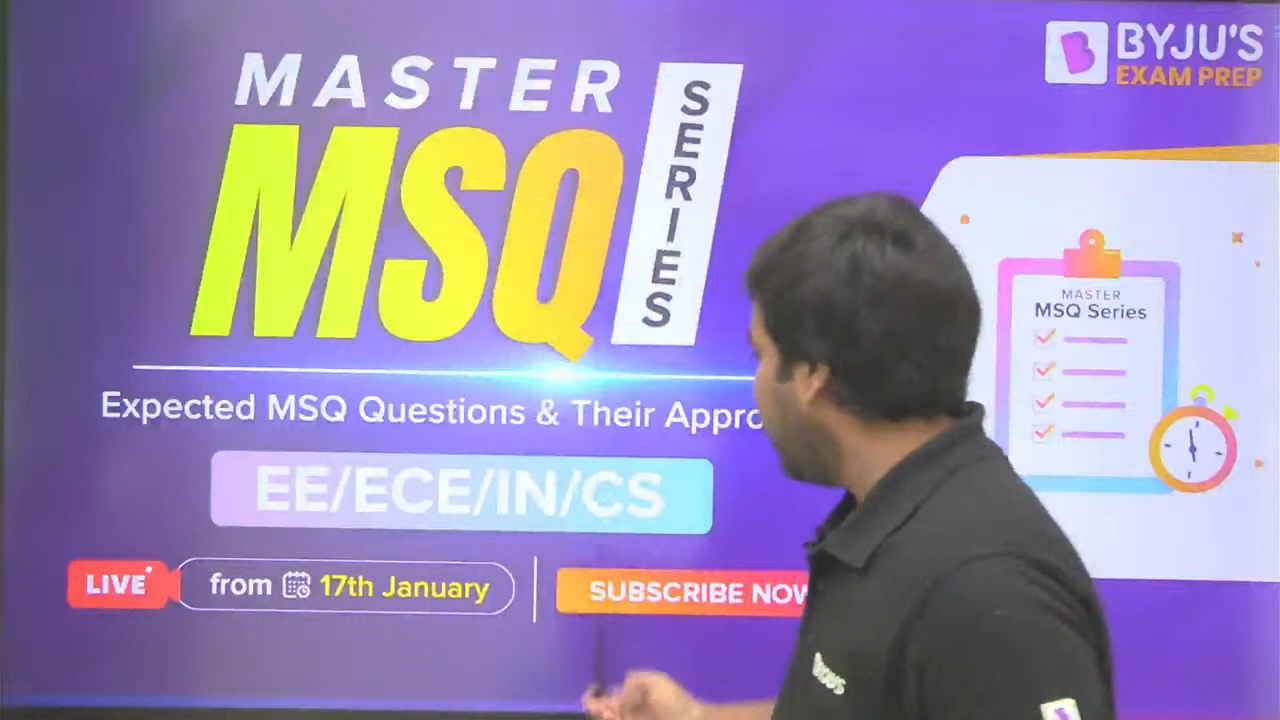 BYJU'S
EXAM PREP
MASTER
MSQ
SERIES
MASTER
MSQ Series
Expected MSQ Questions & Their
EE/ECE/IN/CS
LIVE
from 17th January
SUBSCRIBE NOW
BYJU'S